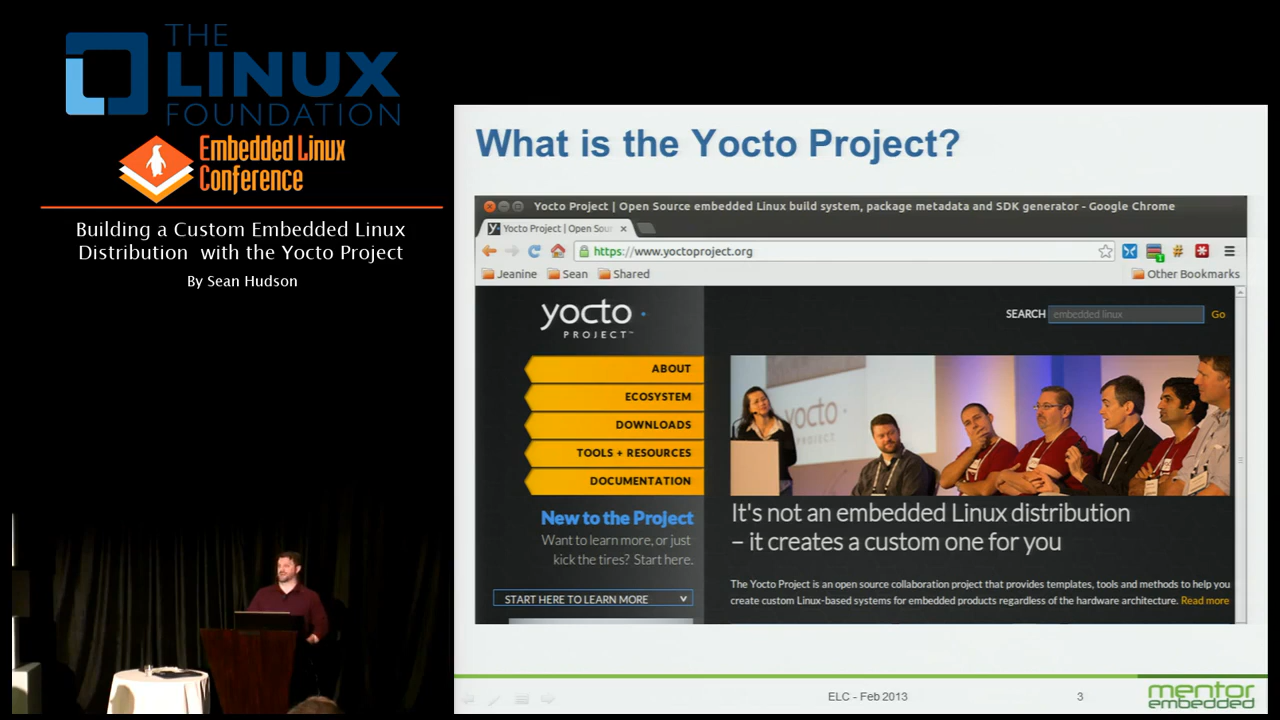 THE
LINUX
FOUNDATION
Embedded Linux
Conference
Building a Custom Embedded Linux
Distribution with the Yocto Project
By Sean Hudson
What is the Yocto Project?
Yocto Project | Open Source embedded Linux build system, package metadata and SDK generator - Google Chrome
Yocto Project | Open Sou
https://www.yoctoproject.org
Jeanine Sean Shared Other Bookmarks
yocto
PROJECT™
SEARCH embedded linux Go
ABOUT
ECOSYSTEM
DOWNLOADS
TOOLS + RESOURCES
DOCUMENTATION
yocto
PROJECT
New to the Project
Want to learn more, or just
kick the tires? Start here.
START HERE TO LEARN MORE
It's not an embedded Linux distribution
– it creates a custom one for you
The Yocto Project is an open source collaboration project that provides templates, tools and methods to help you
create custom Linux-based systems for embedded products regardless of the hardware architecture. Read more
ELC - Feb 2013 3
mentor
embedded